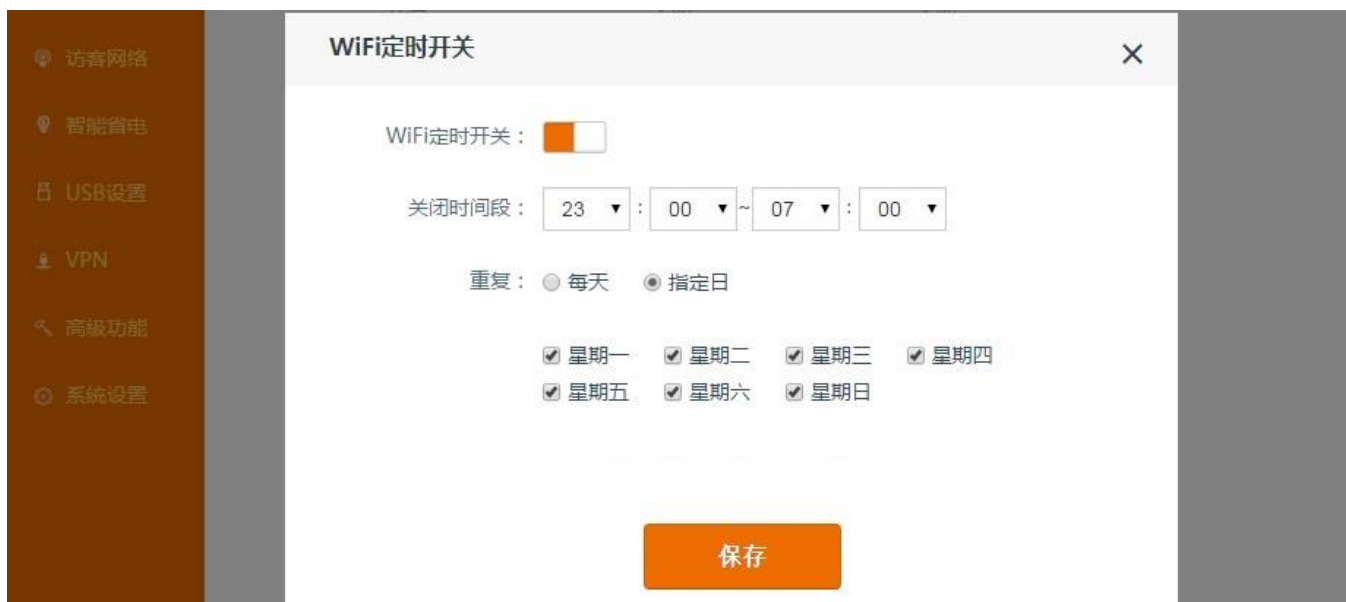 WiFi定时开关
访客网络
智能省电
USB设置
VPN
高级功能
系统设置
WiFi定时开关：
关闭时间段： 23 : 00 ~ 07 : 00
重复： 每天 指定日
星期一 星期二 星期三 星期四
星期五 星期六 星期日
保存